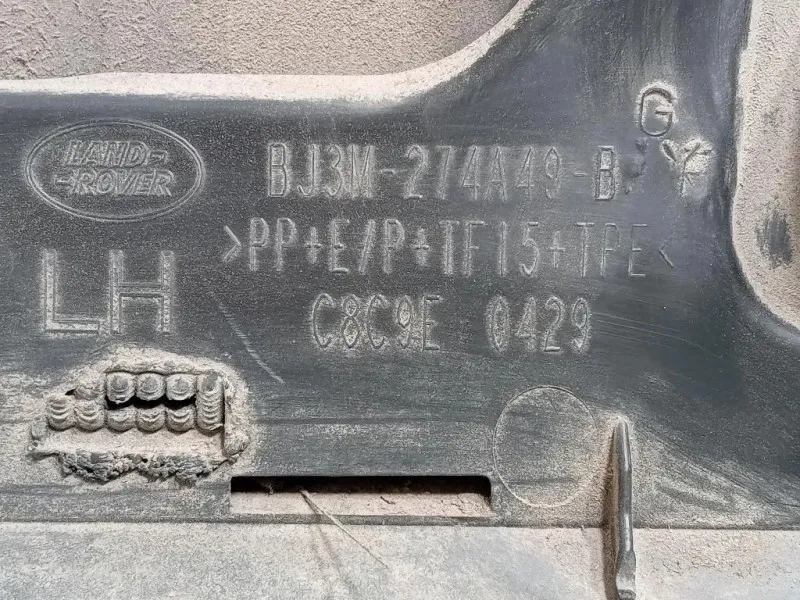 G
LAND-
-ROVER
BJ3M-274A49-B
Y
>PP+E/P+TF15+TPE<
LH
C8C9E 0429